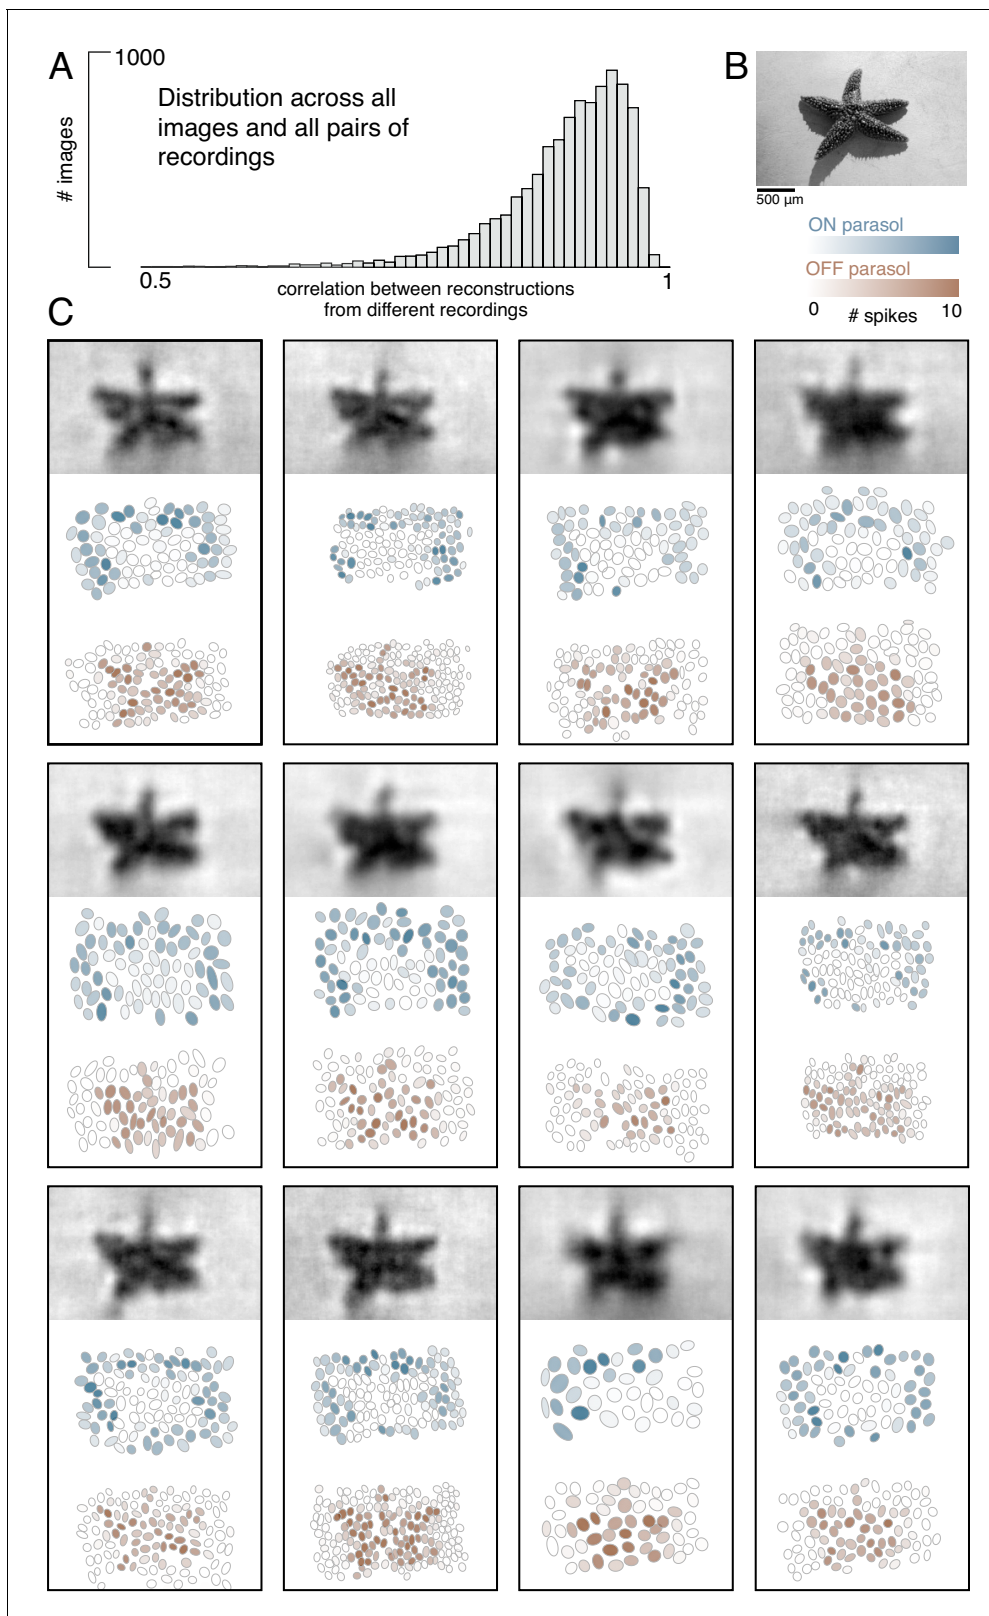 A
1000
Distribution across all
images and all pairs of
recordings
# images
0.5
1
correlation between reconstructions
from different recordings
B
500 µm
ON parasol
OFF parasol
0
# spikes
10
C